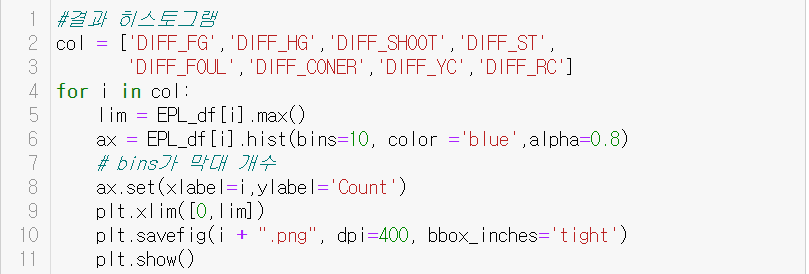 1 #결과 히스토그램
2 col = ['DIFF_FG','DIFF_HG','DIFF_SHOOT','DIFF_ST',
3        'DIFF_FOUL','DIFF_CONER','DIFF_YC','DIFF_RC']
4 for i in col:
5     lim = EPL_df[i].max()
6     ax = EPL_df[i].hist(bins=10, color ='blue',alpha=0.8)
7     # bins가 막대 개수
8     ax.set(xlabel=i,ylabel='Count')
9     plt.xlim([0,lim])
10     plt.savefig(i + ".png", dpi=400, bbox_inches='tight')
11     plt.show()